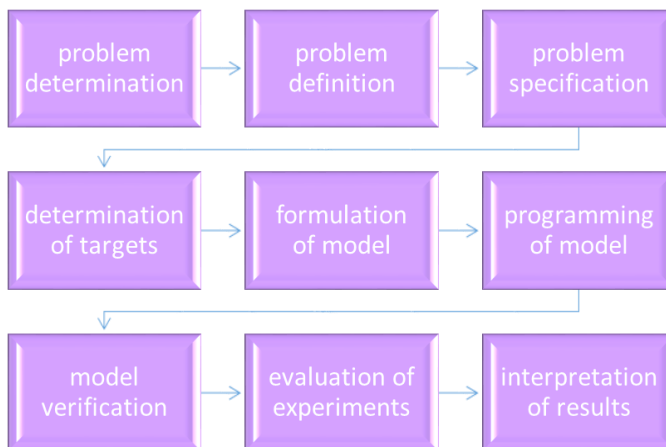 problem
determination
problem
definition
problem
specification
determination
of targets
formulation
of model
programming
of model
model
verification
evaluation of
experiments
interpretation
of results